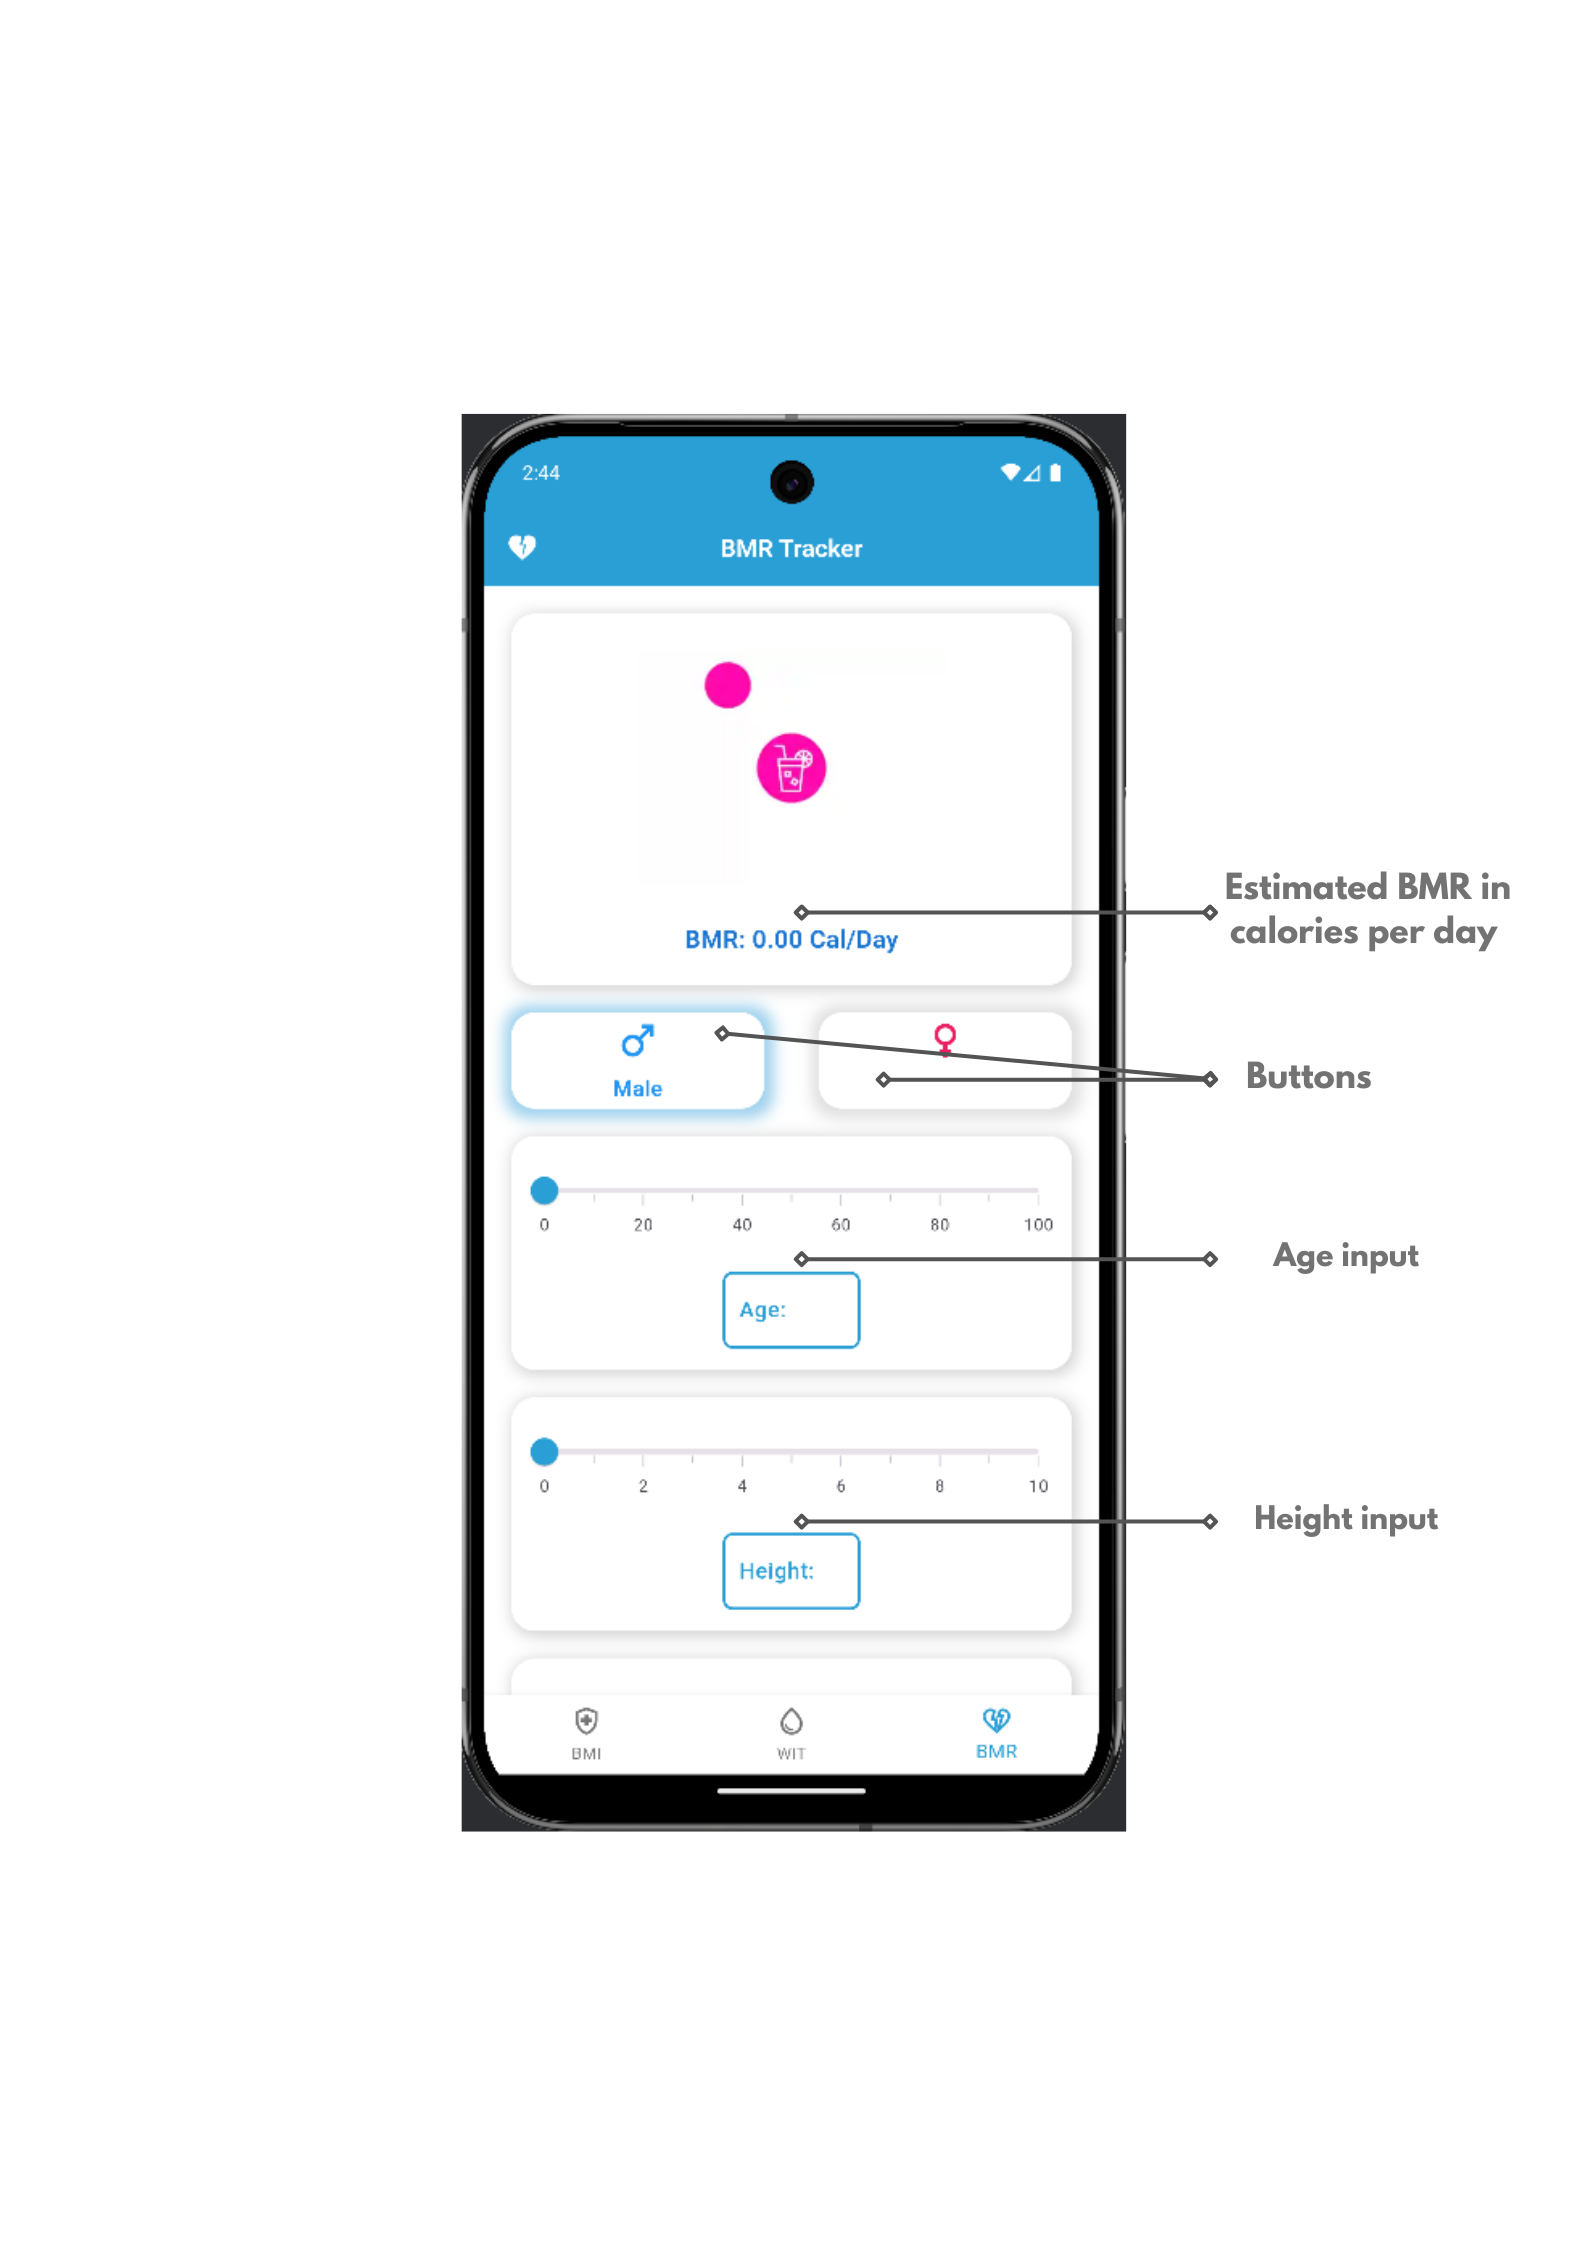 2:44
BMR Tracker
Estimated BMR in
calories per day
BMR: 0.00 Cal/Day
Male
Buttons
0 20 40 60 80 100
Age input
Age:
0 2 4 6 8 10
Height input
Height:
BMI WIT BMR